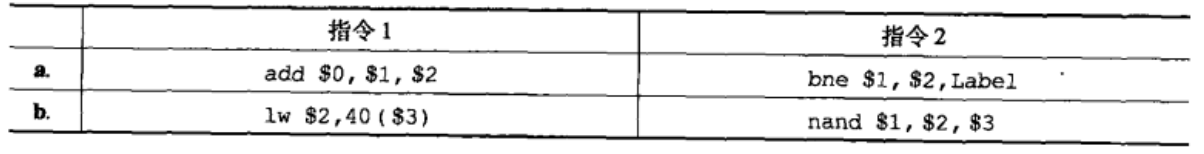 指令1 指令2
a. add $0, $1, $2 bne $1, $2,Label
b. lw $2,40($3) nand $1, $2, $3